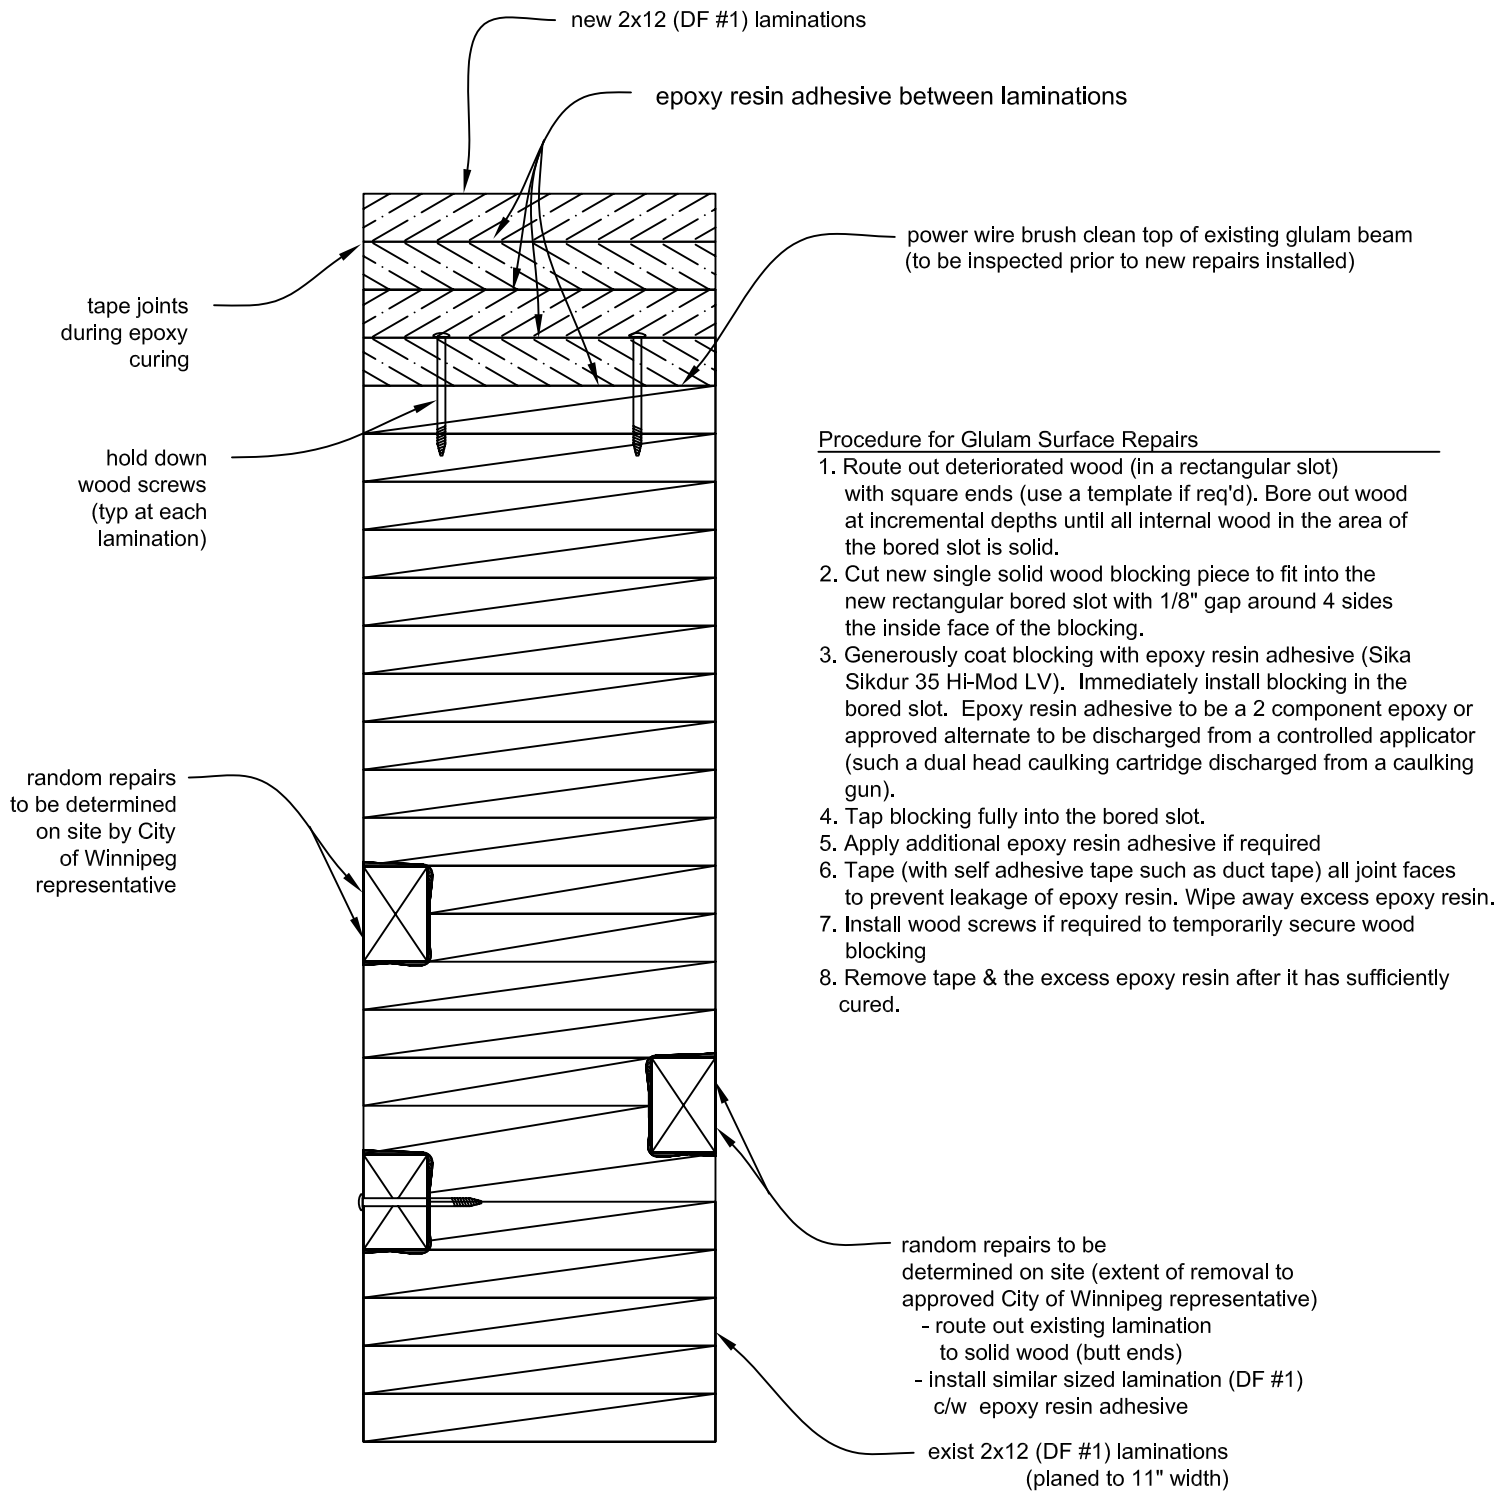 new 2x12 (DF #1) laminations
epoxy resin adhesive between laminations
power wire brush clean top of existing glulam beam
(to be inspected prior to new repairs installed)
tape joints
during epoxy
curing
hold down
wood screws
(typ at each
lamination)
Procedure for Glulam Surface Repairs
1. Route out deteriorated wood (in a rectangular slot)
with square ends (use a template if req'd). Bore out wood
at incremental depths until all internal wood in the area of
the bored slot is solid.
2. Cut new single solid wood blocking piece to fit into the
new rectangular bored slot with 1/8" gap around 4 sides
the inside face of the blocking.
3. Generously coat blocking with epoxy resin adhesive (Sika
Sikdur 35 Hi-Mod LV).  Immediately install blocking in the
bored slot.  Epoxy resin adhesive to be a 2 component epoxy or
approved alternate to be discharged from a controlled applicator
(such a dual head caulking cartridge discharged from a caulking
gun).
4. Tap blocking fully into the bored slot.
5. Apply additional epoxy resin adhesive if required
6. Tape (with self adhesive tape such as duct tape) all joint faces
to prevent leakage of epoxy resin. Wipe away excess epoxy resin.
7. Install wood screws if required to temporarily secure wood
blocking
8. Remove tape & the excess epoxy resin after it has sufficiently
cured.
random repairs
to be determined
on site by City
of Winnipeg
representative
random repairs to be
determined on site (extent of removal to
approved City of Winnipeg representative)
- route out existing lamination
to solid wood (butt ends)
- install similar sized lamination (DF #1)
c/w  epoxy resin adhesive
exist 2x12 (DF #1) laminations
(planed to 11" width)